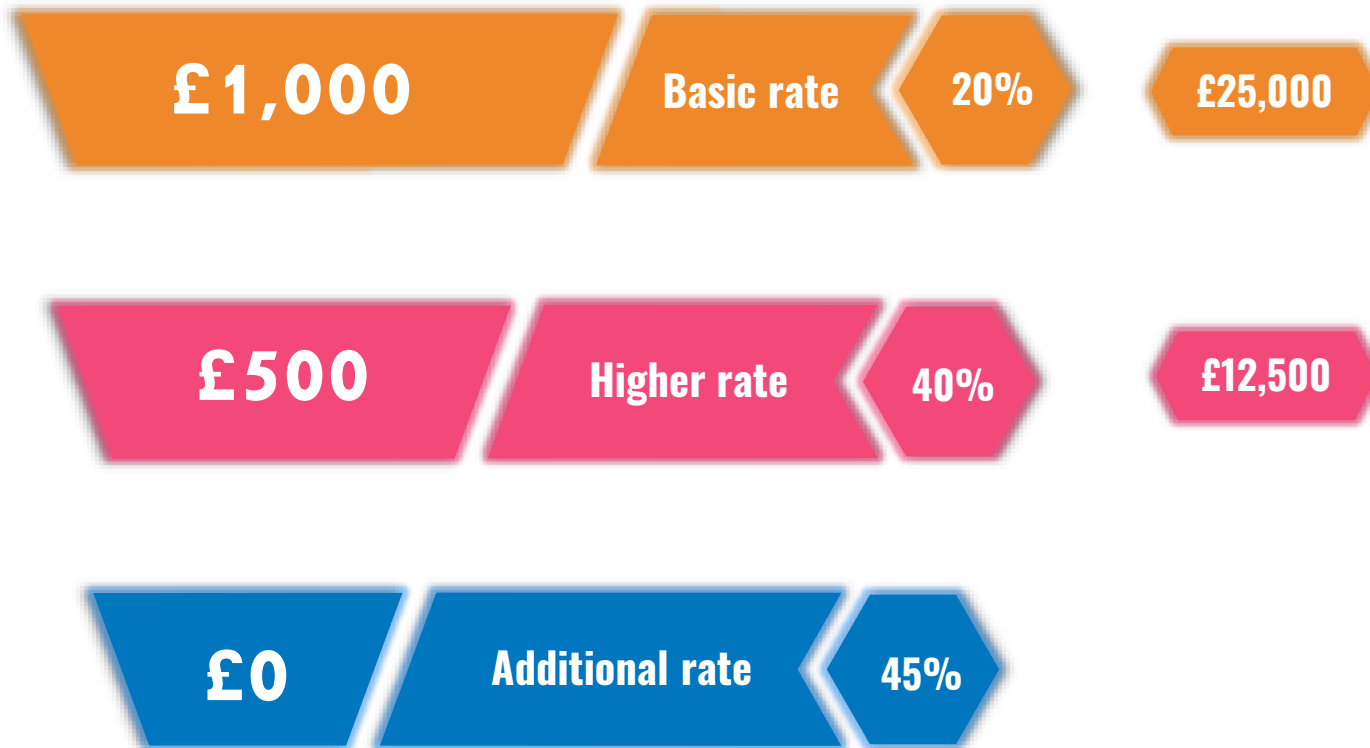 £1,000 Basic rate 20% £25,000
£500 Higher rate 40% £12,500
£0 Additional rate 45%